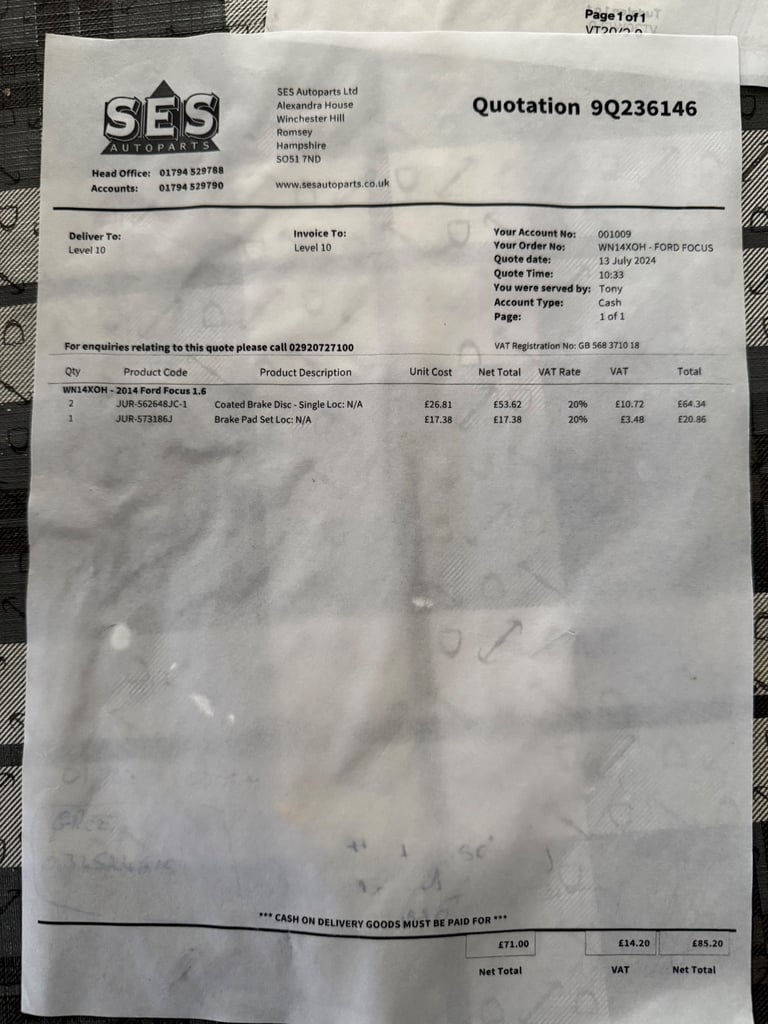 Page 1 of 1
SES
AUTOPARTS
Head Office: 01794 529788
Accounts: 01794 529790
SES Autoparts Ltd
Alexandra House
Winchester Hill
Romsey
Hampshire
SO51 7ND
www.sesautoparts.co.uk
Quotation 9Q236146
Deliver To:
Level 10
Invoice To:
Level 10
Your Account No: 001009
Your Order No: WN14XOH - FORD FOCUS
Quote date: 13 July 2024
Quote Time: 10:33
You were served by: Tony
Account Type: Cash
Page: 1 of 1
For enquiries relating to this quote please call 02920727100
VAT Registration No: GB 568 3710 18
Qty Product Code Product Description Unit Cost Net Total VAT Rate VAT Total
WN14XOH - 2014 Ford Focus 1.6
2 JUR-562648JC-1 Coated Brake Disc - Single Loc: N/A £26.81 £53.62 20% £10.72 £64.34
1 JUR-573186J Brake Pad Set Loc: N/A £17.38 £17.38 20% £3.48 £20.86
*** CASH ON DELIVERY GOODS MUST BE PAID FOR ***
£71.00 £14.20 £85.20
Net Total VAT Net Total